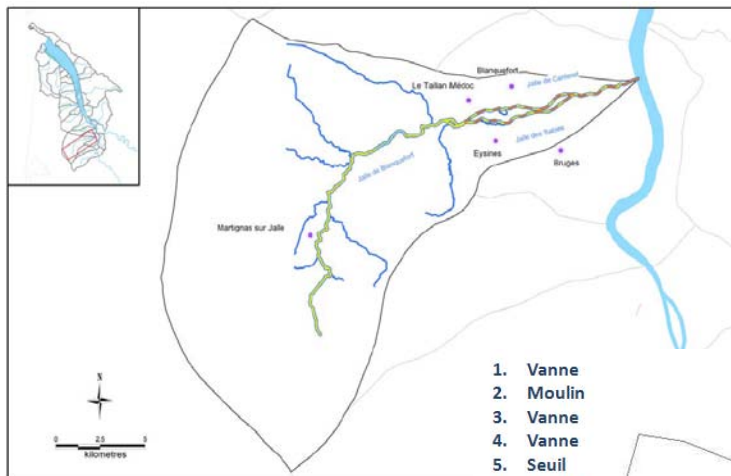 Blanquefort
Jalle de Canteret
Le Taillan Médoc
Eysines
Jalle des Sables
Bruges
Jalle de Blanquefort
Martignas sur Jalle
N
0 2.5 5
kilometres
1. Vanne
2. Moulin
3. Vanne
4. Vanne
5. Seuil